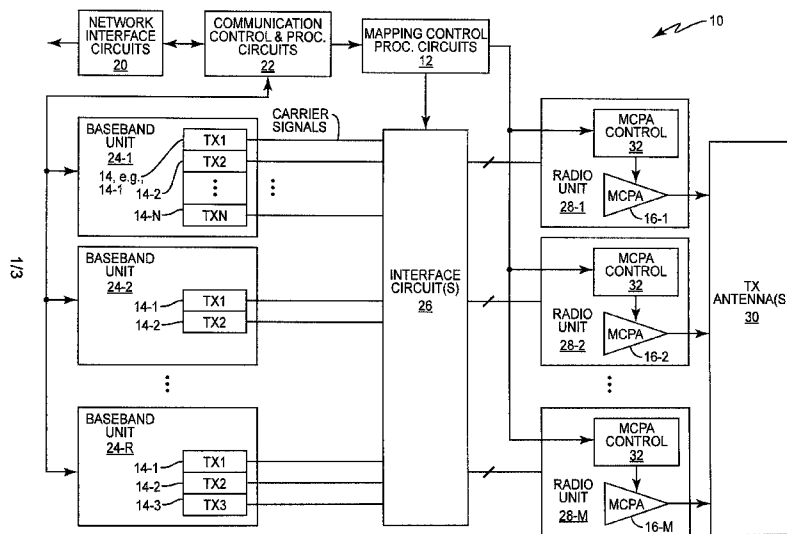 NETWORK
INTERFACE
CIRCUITS
20
COMMUNICATION
CONTROL & PROC.
CIRCUITS
22
MAPPING CONTROL
PROC. CIRCUITS
12
10
BASEBAND
UNIT
24-1
14, e.g.,
14-1
14-2
14-N
TX1
TX2
TXN
CARRIER
SIGNALS
BASEBAND
UNIT
24-2
14-1
14-2
TX1
TX2
BASEBAND
UNIT
24-R
14-1
14-2
14-3
TX1
TX2
TX3
INTERFACE
CIRCUIT(S)
26
MCPA
CONTROL
32
RADIO
UNIT
28-1
MCPA
16-1
MCPA
CONTROL
32
RADIO
UNIT
28-2
MCPA
16-2
MCPA
CONTROL
32
RADIO
UNIT
28-M
MCPA
16-M
TX
ANTENNA(S
30
1/3